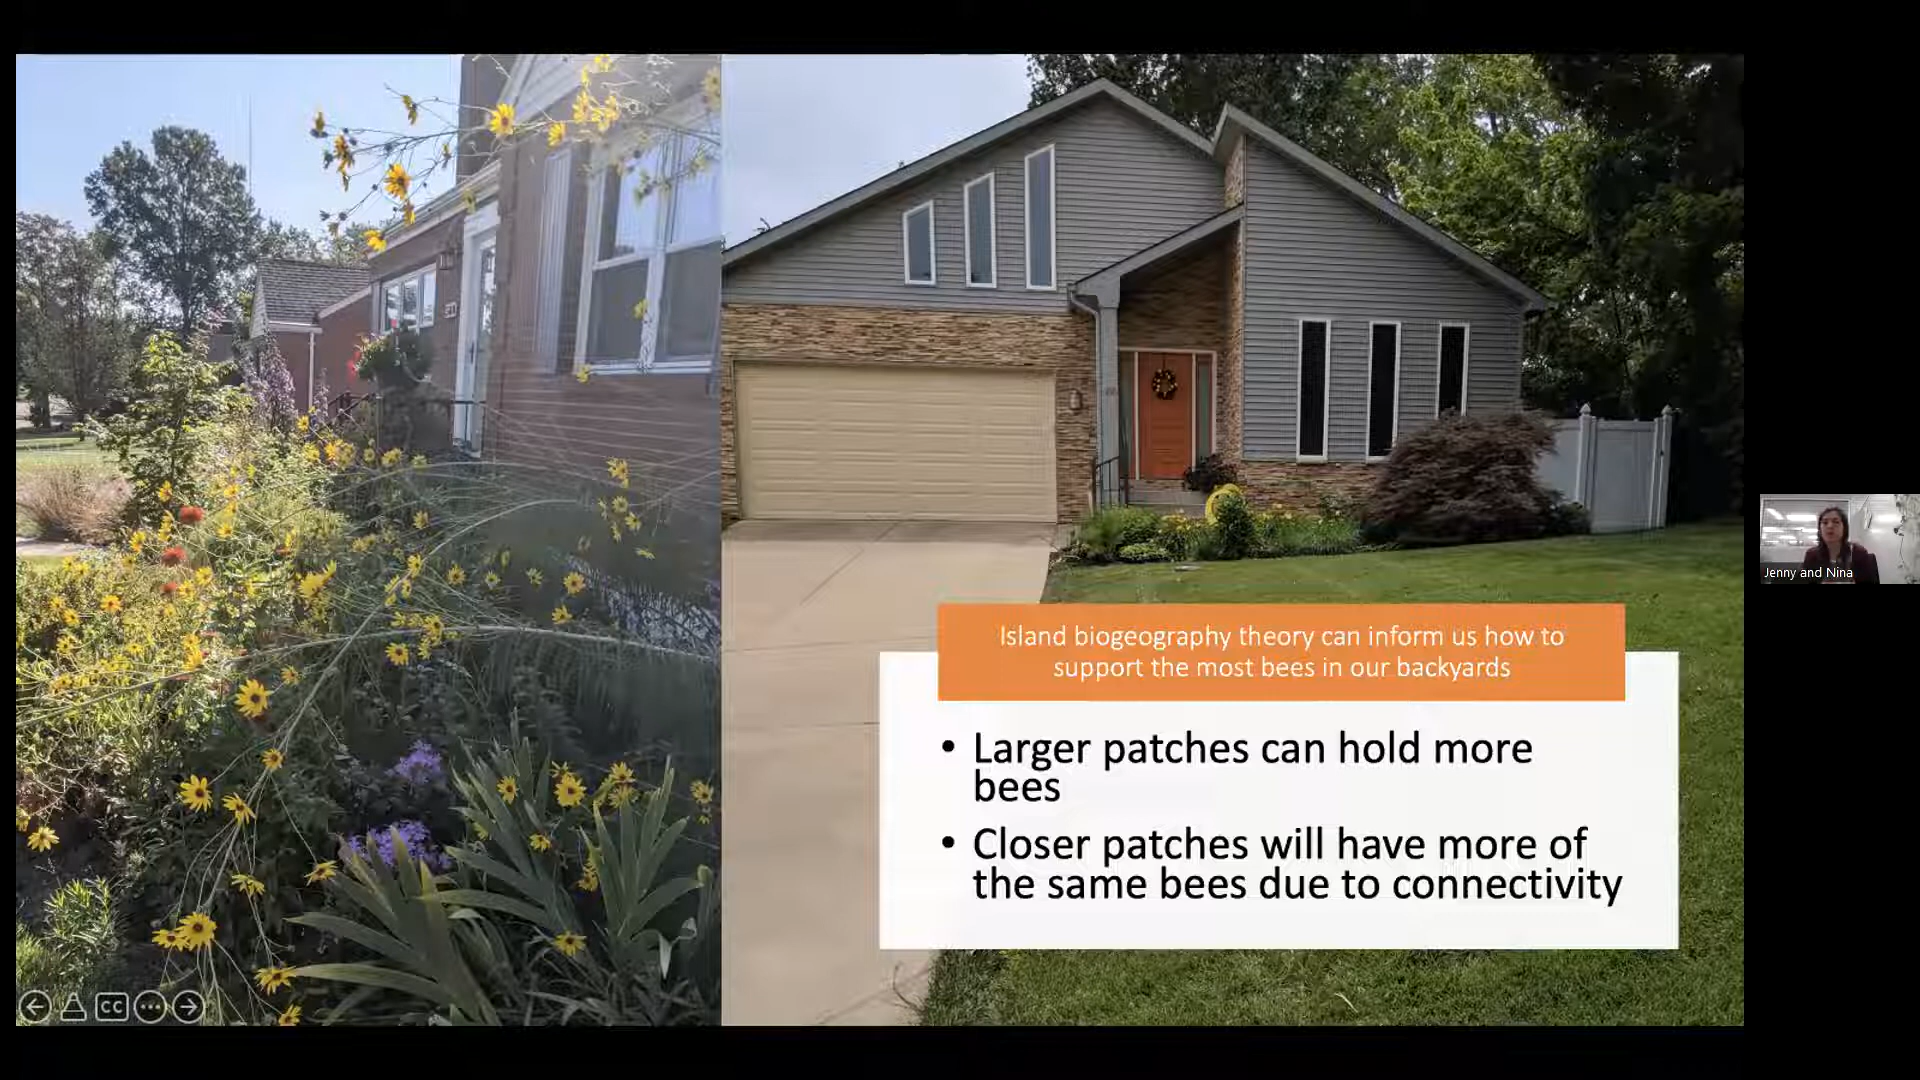 Island biogeography theory can inform us how to
support the most bees in our backyards
• Larger patches can hold more
bees
• Closer patches will have more of
the same bees due to connectivity
Jenny and Nina
CC